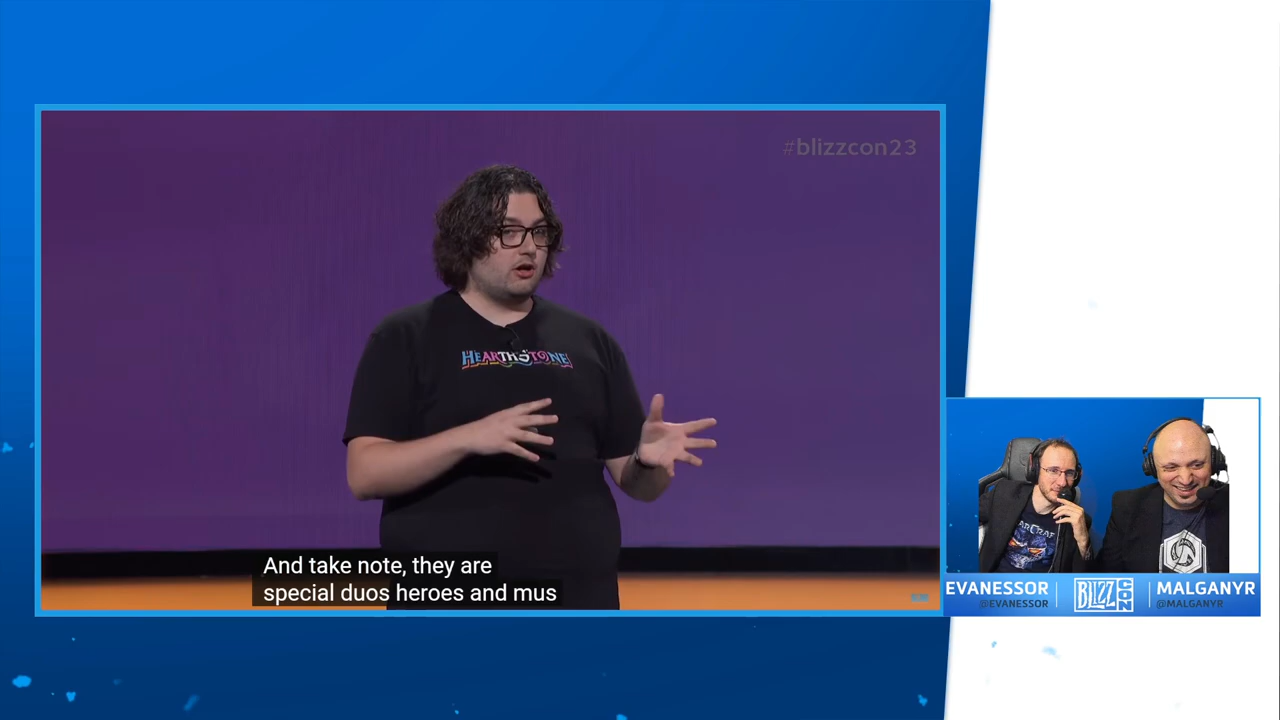 #blizzcon23
HEARTHSTONE
And take note, they are
special duos heroes and mus
EVANESSOR
@EVANESSOR
BLIZZCON
MALGANYR
@MALGANYR